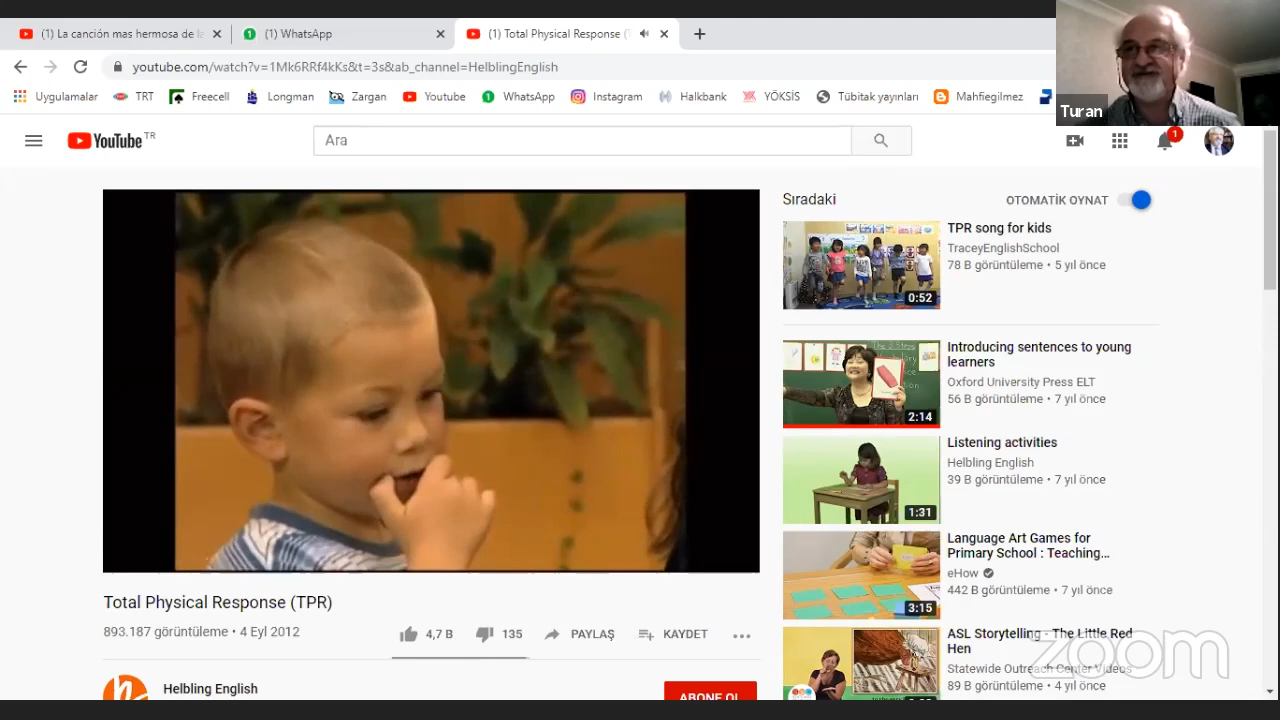 (1) La canción mas hermosa de la
(1) WhatsApp
(1) Total Physical Response (T
youtube.com/watch?v=1Mk6RRf4kKs&t=3s&ab_channel=HelblingEnglish
Uygulamalar
TRT
Freecell
Longman
Zargan
Youtube
WhatsApp
Instagram
Halkbank
YÖKSİS
Tübitak yayınları
Mahfiegilmez
Turan
YouTube TR
Ara
1
Sıradaki
OTOMATİK OYNAT
TPR song for kids
TraceyEnglishSchool
78 B görüntüleme • 5 yıl önce
0:52
Introducing sentences to young
learners
Oxford University Press ELT
56 B görüntüleme • 7 yıl önce
2:14
Listening activities
Helbling English
39 B görüntüleme • 7 yıl önce
1:31
Language Art Games for
Primary School : Teaching...
eHow
442 B görüntüleme • 7 yıl önce
3:15
ASL Storytelling - The Little Red
Hen
Statewide Outreach Center Videos
89 B görüntüleme • 4 yıl önce
zoom
Total Physical Response (TPR)
893.187 görüntüleme • 4 Eyl 2012
4,7 B
135
PAYLAŞ
KAYDET
Helbling English
ABONE OL